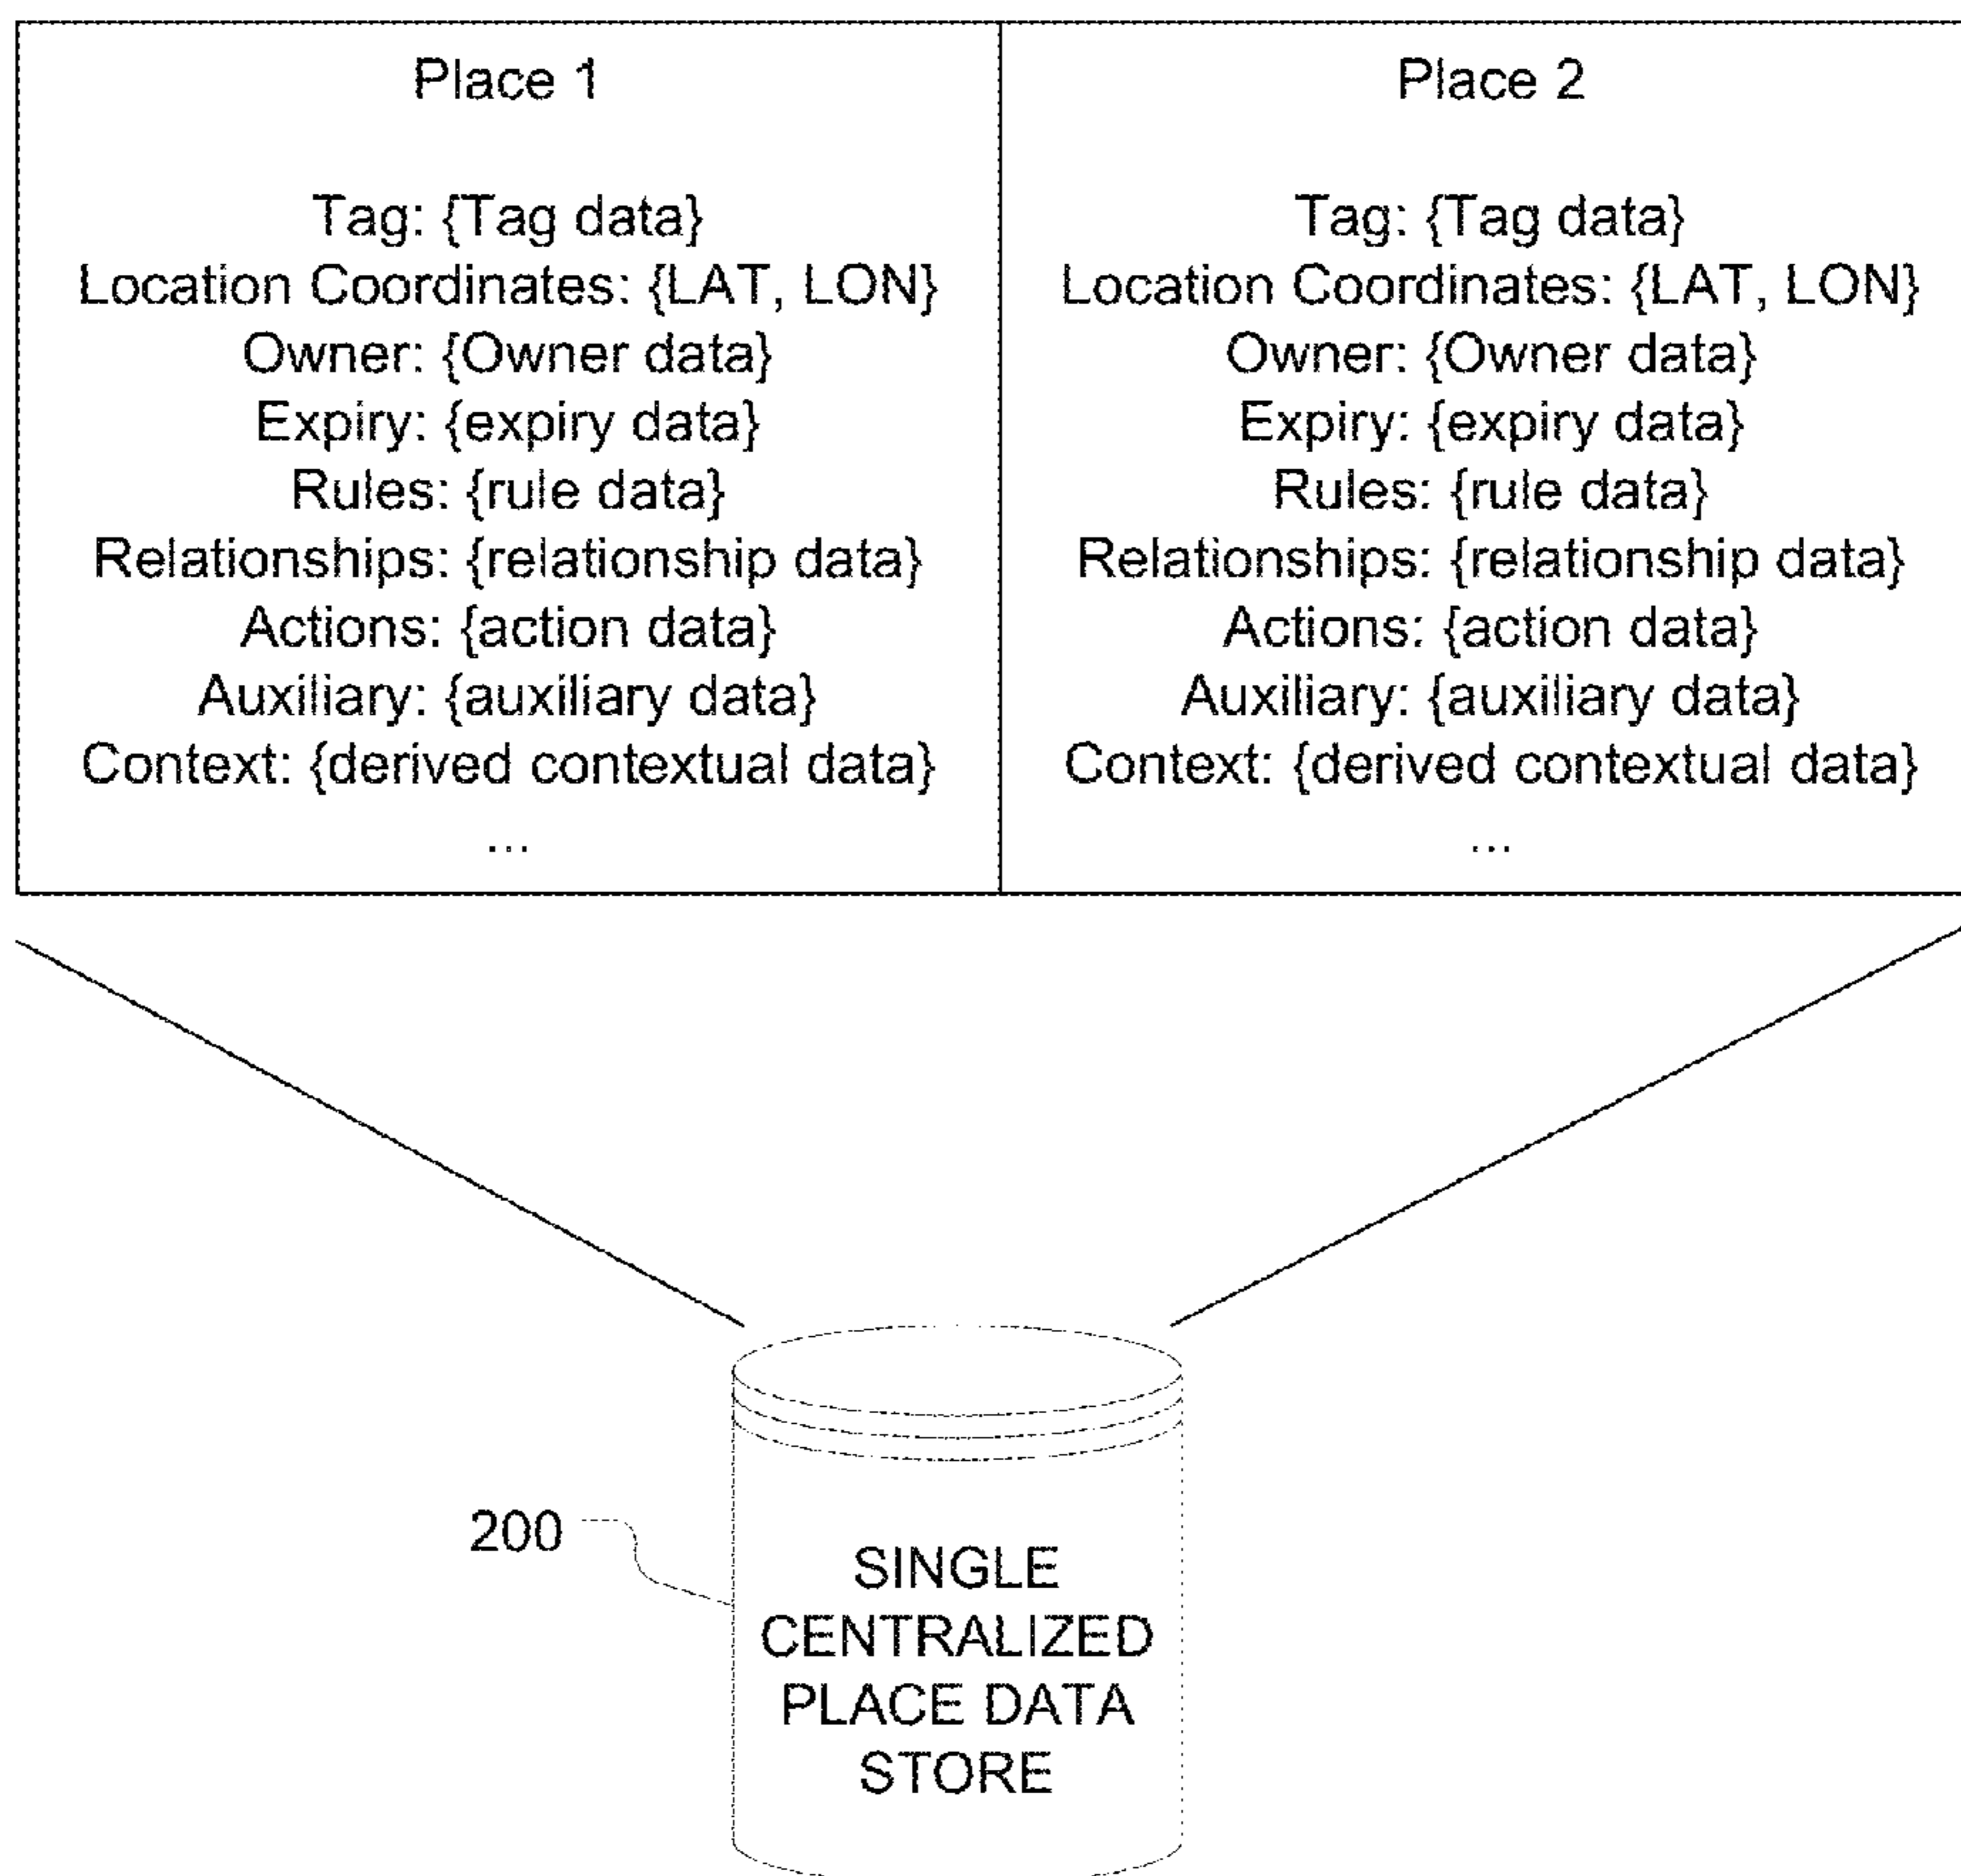 Place 1
Tag: {Tag data}
Location Coordinates: {LAT, LON}
Owner: {Owner data}
Expiry: {expiry data}
Rules: {rule data}
Relationships: {relationship data}
Actions: {action data}
Auxiliary: {auxiliary data}
Context: {derived contextual data}
...
Place 2
Tag: {Tag data}
Location Coordinates: {LAT, LON}
Owner: {Owner data}
Expiry: {expiry data}
Rules: {rule data}
Relationships: {relationship data}
Actions: {action data}
Auxiliary: {auxiliary data}
Context: {derived contextual data}
...
200
SINGLE
CENTRALIZED
PLACE DATA
STORE